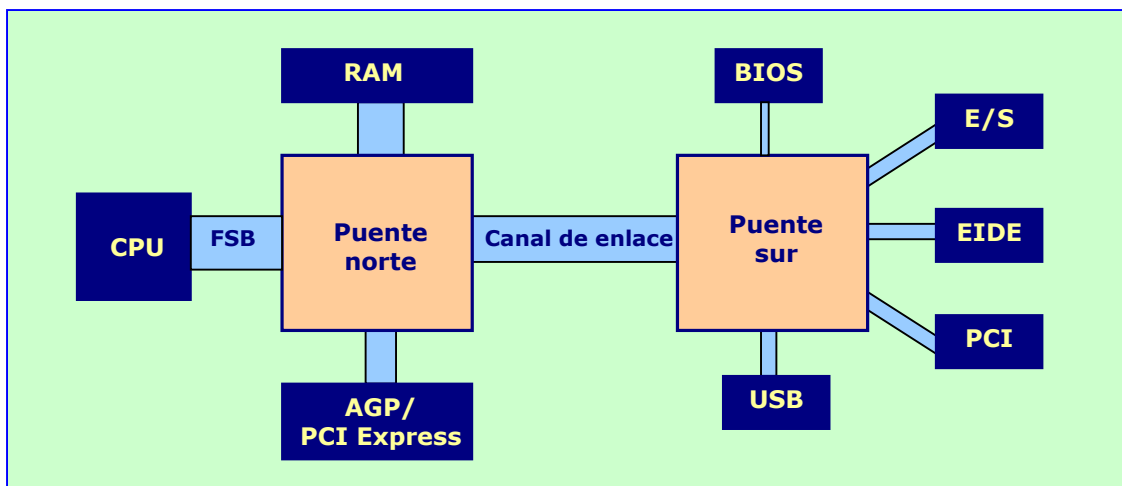 RAM
BIOS
E/S
CPU
FSB
Puente
norte
Canal de enlace
Puente
sur
EIDE
PCI
AGP/
PCI Express
USB